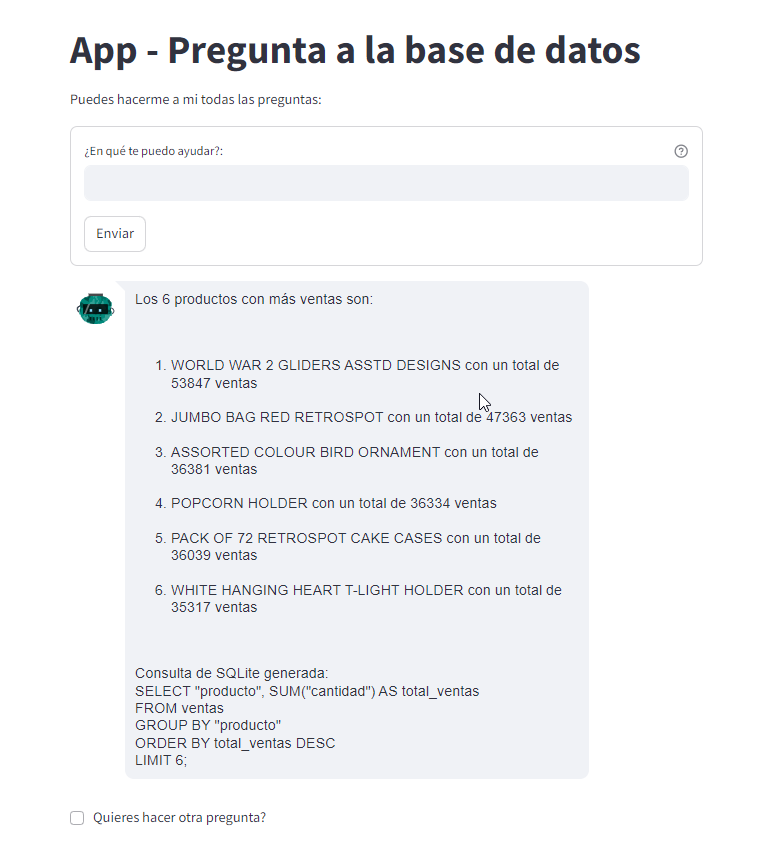 App - Pregunta a la base de datos
Puedes hacerme a mi todas las preguntas:
¿En qué te puedo ayudar?:
Enviar
Los 6 productos con más ventas son:
1. WORLD WAR 2 GLIDERS ASSTD DESIGNS con un total de
53847 ventas
2. JUMBO BAG RED RETROSPOT con un total de 47363 ventas
3. ASSORTED COLOUR BIRD ORNAMENT con un total de
36381 ventas
4. POPCORN HOLDER con un total de 36334 ventas
5. PACK OF 72 RETROSPOT CAKE CASES con un total de
36039 ventas
6. WHITE HANGING HEART T-LIGHT HOLDER con un total de
35317 ventas
Consulta de SQLite generada:
SELECT "producto", SUM("cantidad") AS total_ventas
FROM ventas
GROUP BY "producto"
ORDER BY total_ventas DESC
LIMIT 6;
Quieres hacer otra pregunta?